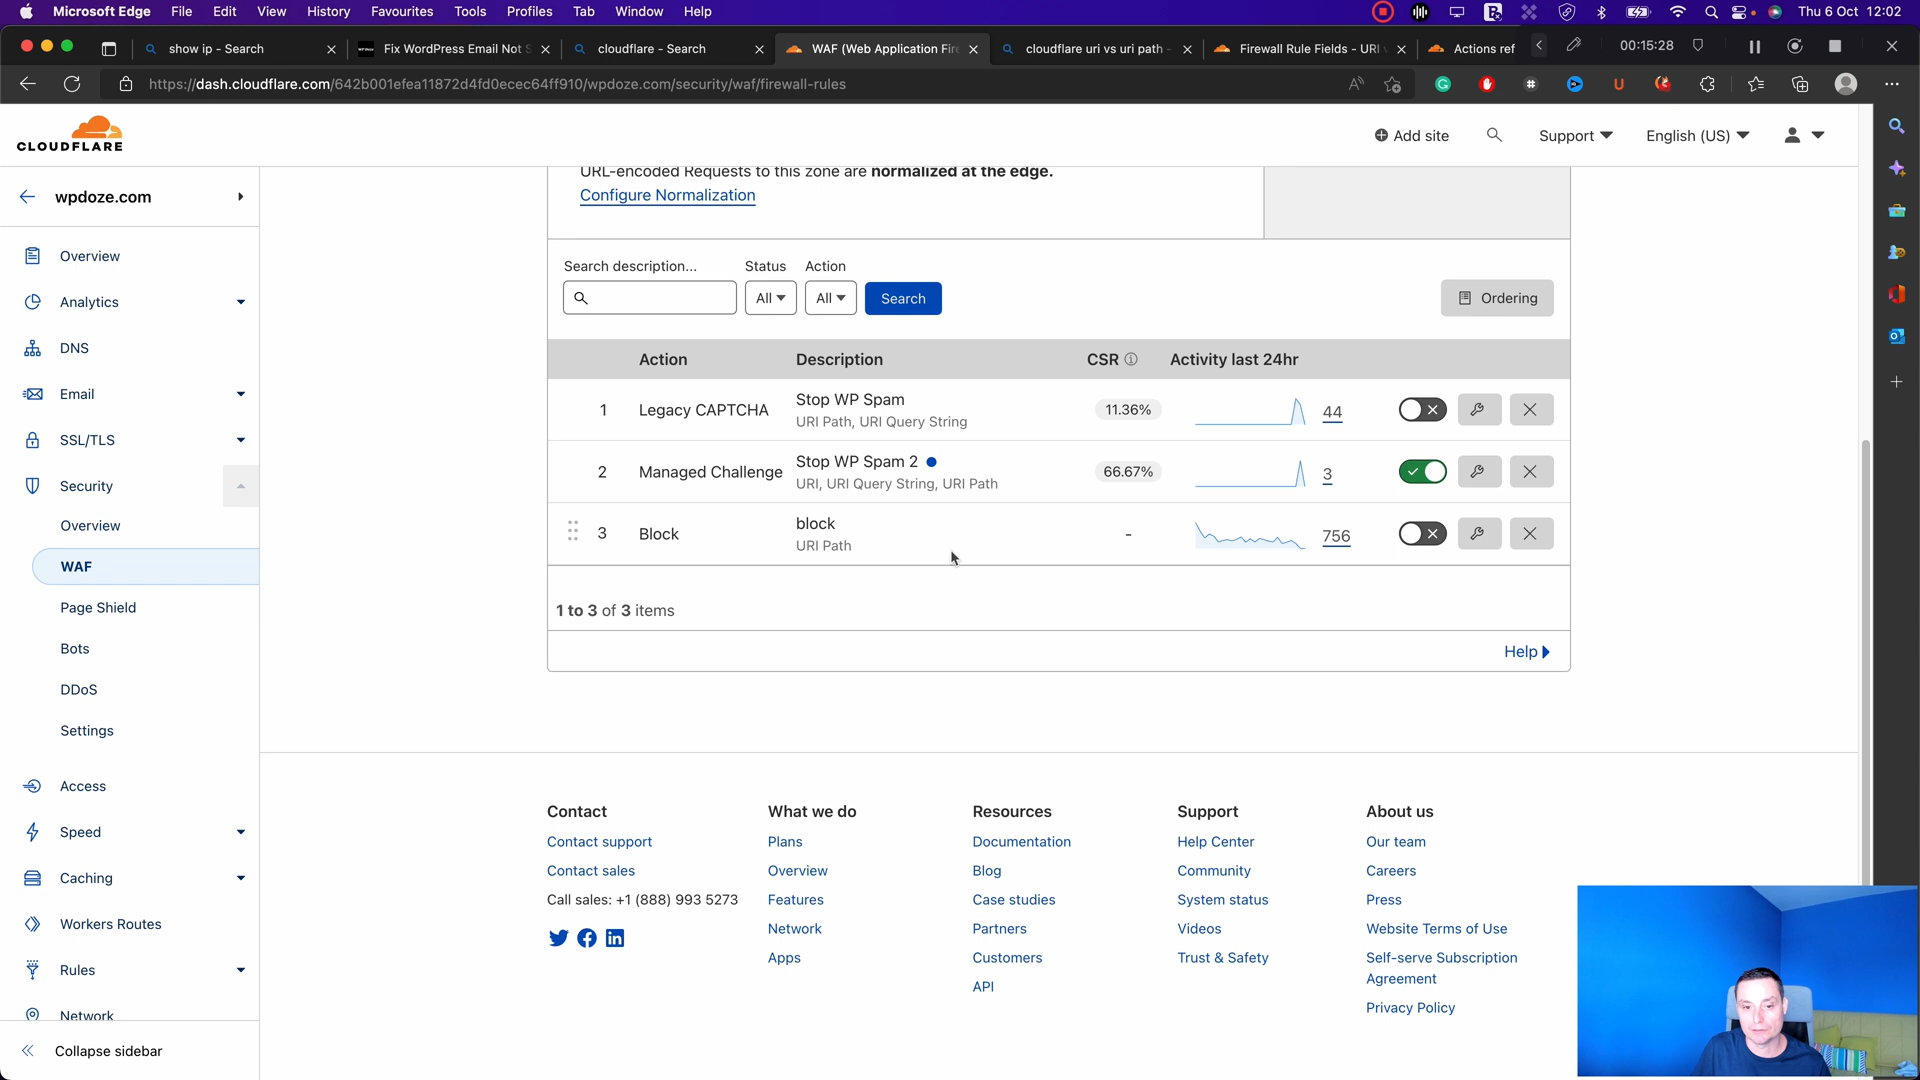 Microsoft Edge File Edit View History Favourites Tools Profiles Tab Window Help Thu 6 Oct 12:02
show ip - Search
Fix WordPress Email Not S
cloudflare - Search
WAF (Web Application Fire
cloudflare uri vs uri path -
Firewall Rule Fields - URI v
Actions ref
00:15:28
https://dash.cloudflare.com/642b001efea11872d4fd0ecec64ff910/wpdoze.com/security/waf/firewall-rules
CLOUDFLARE
Add site
Support
English (US)
wpdoze.com
Overview
Analytics
DNS
Email
SSL/TLS
Security
Overview
WAF
Page Shield
Bots
DDoS
Settings
Access
Speed
Caching
Workers Routes
Rules
Network
Collapse sidebar
URL-encoded Requests to this zone are normalized at the edge.
Configure Normalization
Search description... Status Action
All All Search Ordering
Action Description CSR Activity last 24hr
1 Legacy CAPTCHA Stop WP Spam 11.36% 44
URI Path, URI Query String
2 Managed Challenge Stop WP Spam 2 66.67% 3
URI, URI Query String, URI Path
3 Block block - 756
URI Path
1 to 3 of 3 items
Help
Contact
Contact support
Contact sales
Call sales: +1 (888) 993 5273
What we do
Plans
Overview
Features
Network
Apps
Resources
Documentation
Blog
Case studies
Partners
Customers
API
Support
Help Center
Community
System status
Videos
Trust & Safety
About us
Our team
Careers
Press
Website Terms of Use
Self-serve Subscription
Agreement
Privacy Policy